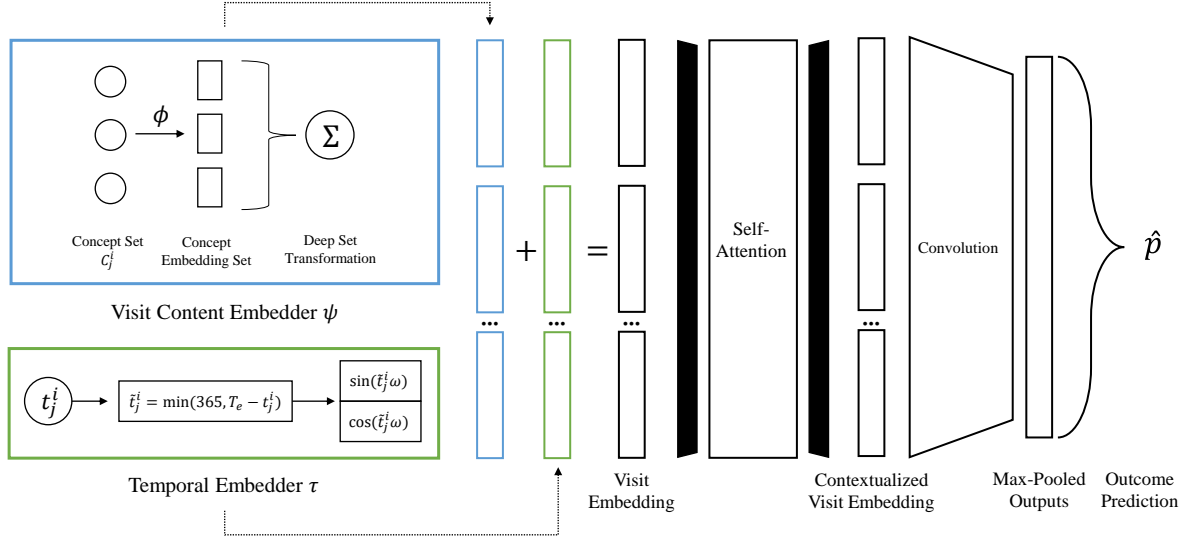 ϕ
Σ
Concept Set
C_j^i
Concept
Embedding Set
Deep Set
Transformation
Visit Content Embedder ψ
t_j^i
t̃_j^i = min(365, T_e − t_j^i)
sin(t̃_j^i ω)
cos(t̃_j^i ω)
Temporal Embedder τ
...
+
...
=
...
Visit
Embedding
Self-
Attention
...
Contextualized
Visit Embedding
Convolution
Max-Pooled
Outputs
p̂
Outcome
Prediction